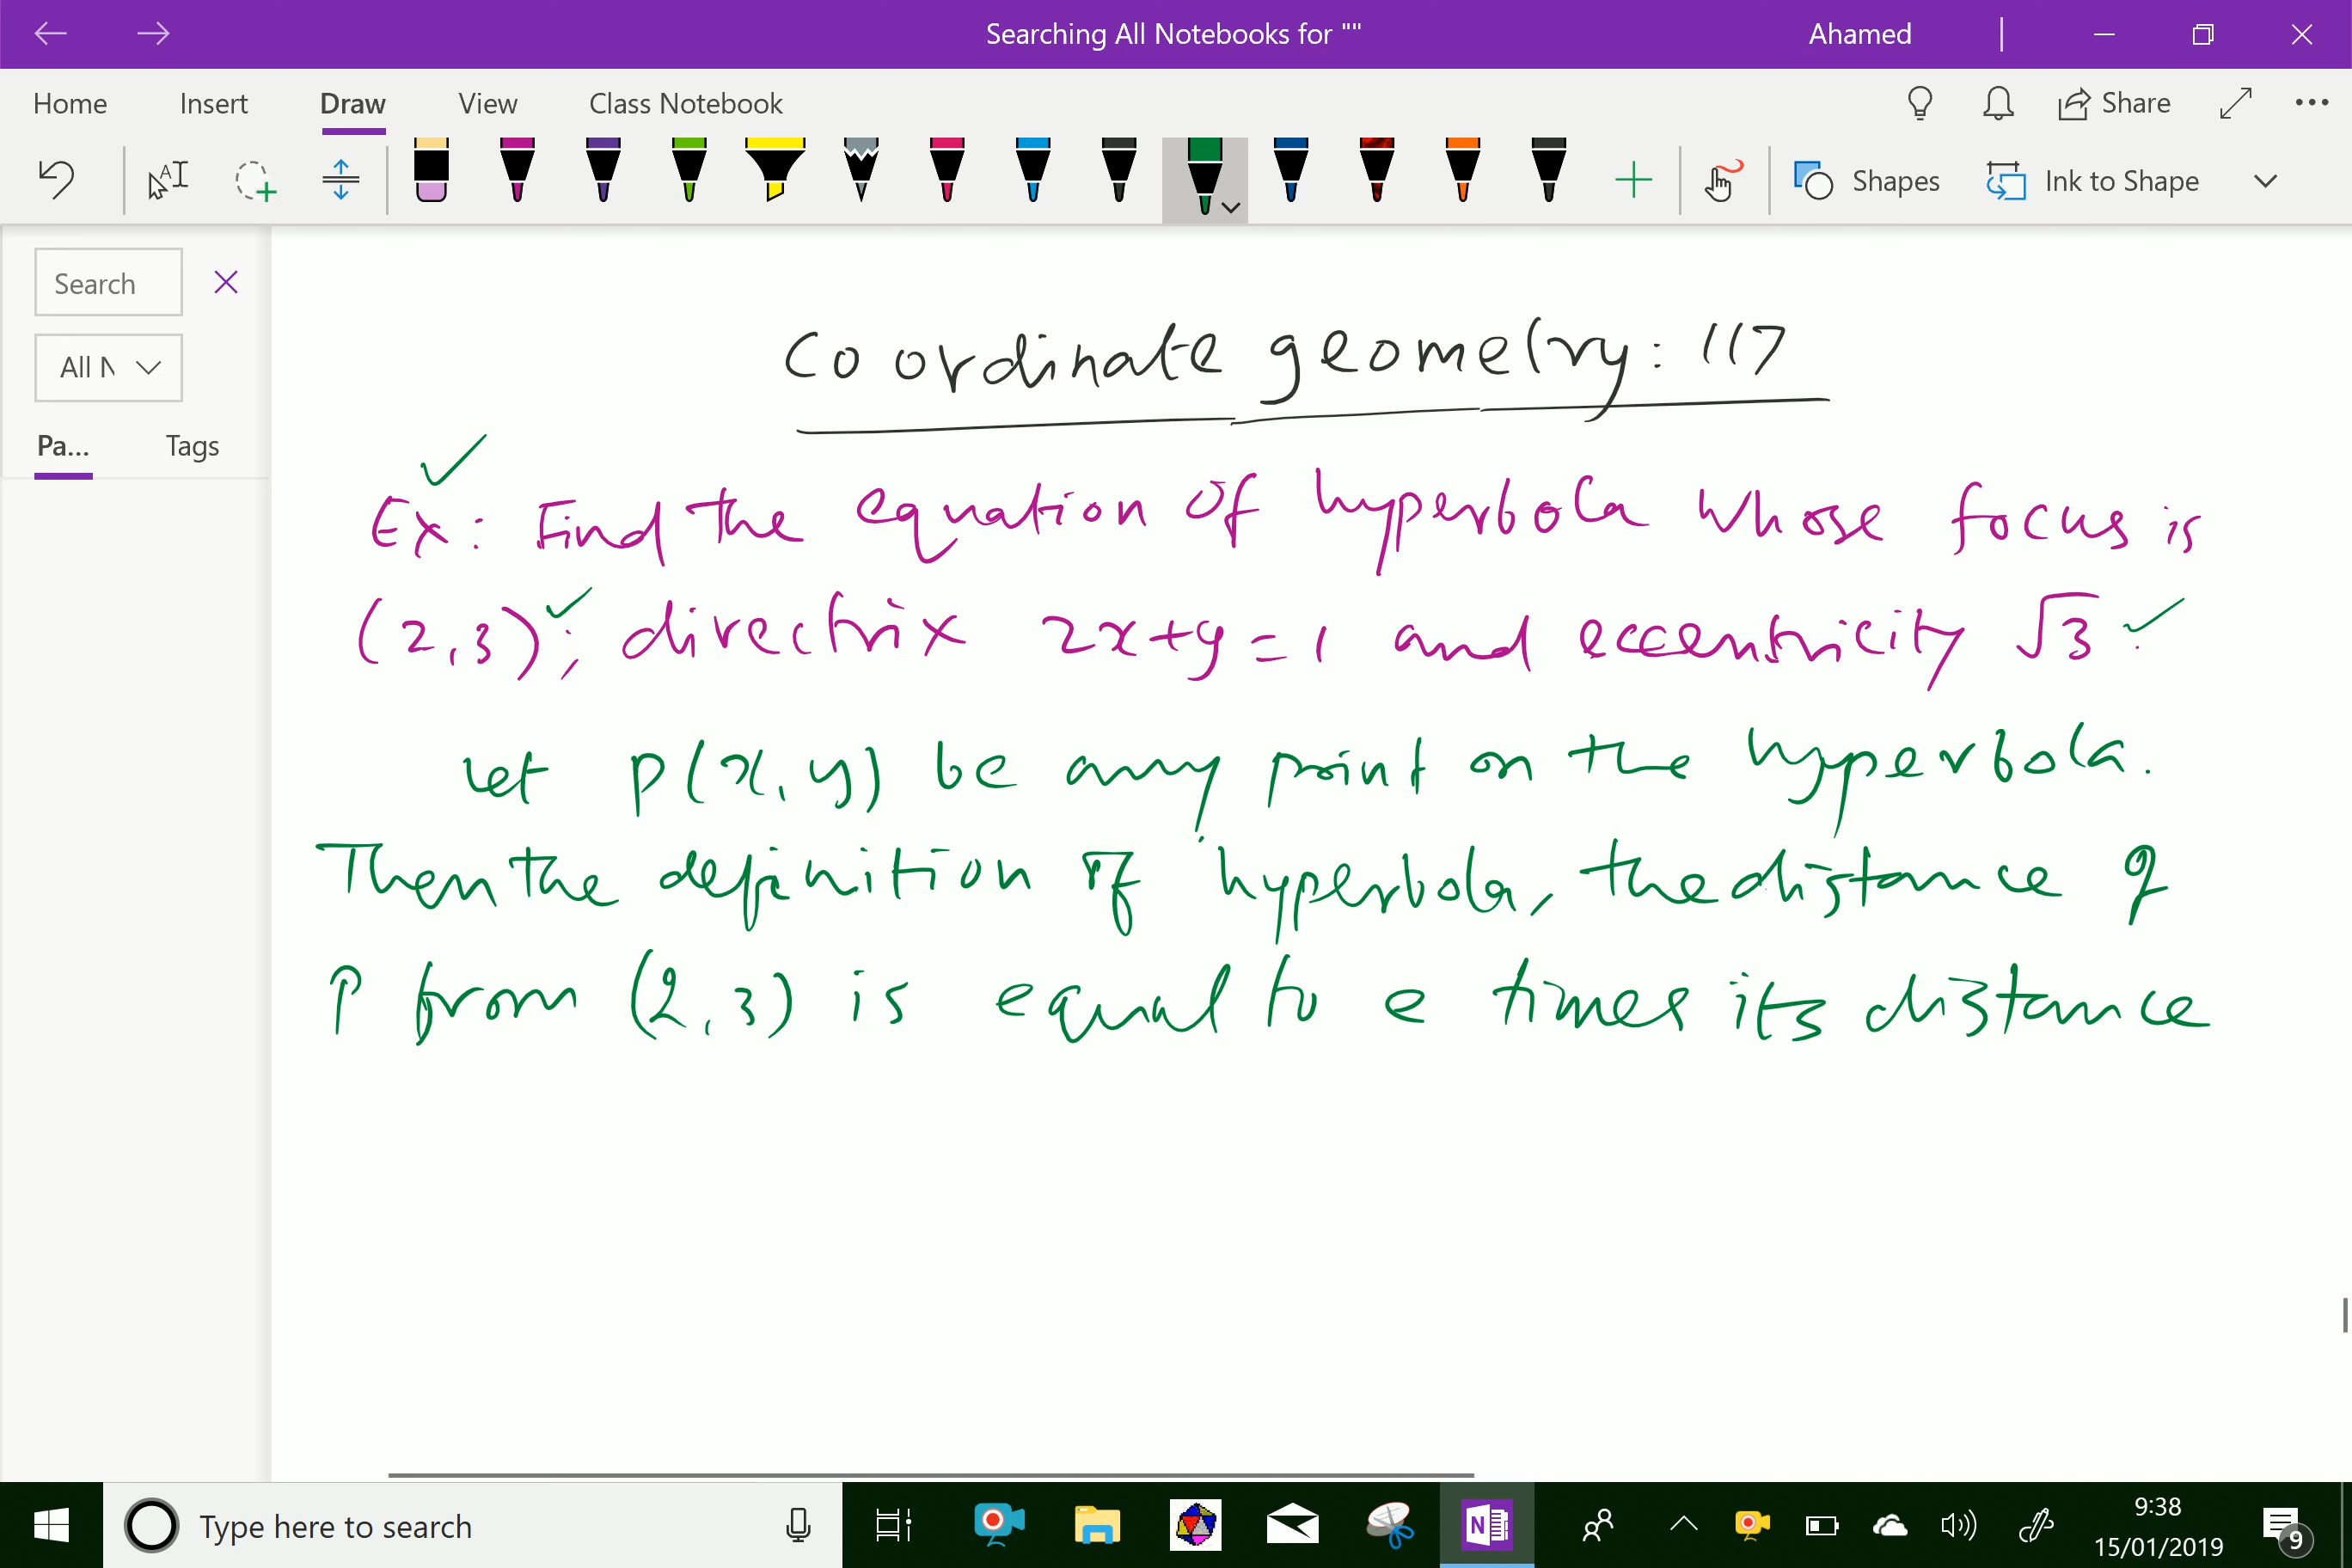 Searching All Notebooks for ""
Ahamed
Home Insert Draw View Class Notebook
Share
Shapes
Ink to Shape
Search
All N
Pa... Tags
Coordinate geometry: 117
Ex: Find the equation of hyperbola whose focus is
(2,3); directrix 2x+y=1 and eccentricity √3.
Let P(x,y) be any point on the hyperbola.
Then the definition of hyperbola, the distance of
P from (2,3) is equal to e times its distance
Type here to search
9:38
15/01/2019
9